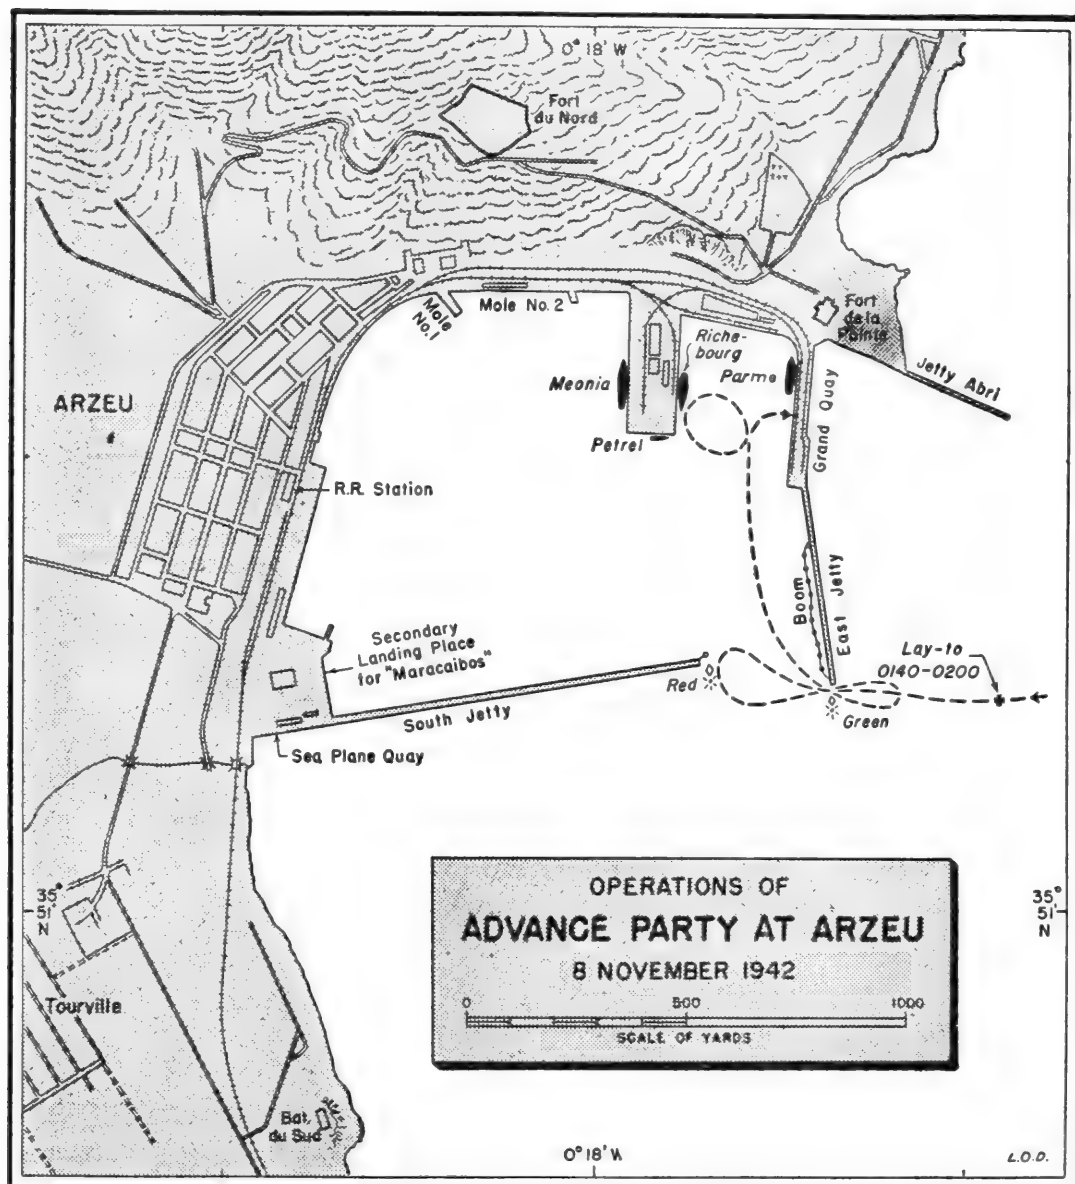 0° 18' W
Fort
du Nord
Mole
No.1
Mole No. 2
Riche-
bourg
Fort
de la
Pointe
Meonia
Parme
Jetty Abri
ARZEU
Petrel
Grand Quay
R.R. Station
Boom
East Jetty
Secondary
Landing Place
for "Maracaibos"
Lay-to
0140-0200
Red
South Jetty
Green
Sea Plane Quay
OPERATIONS OF
ADVANCE PARTY AT ARZEU
8 NOVEMBER 1942
0 500 1000
SCALE OF YARDS
35°
51'
N
35°
51'
N
Tourville
Bat.
du Sud
0° 18' W
L.O.D.